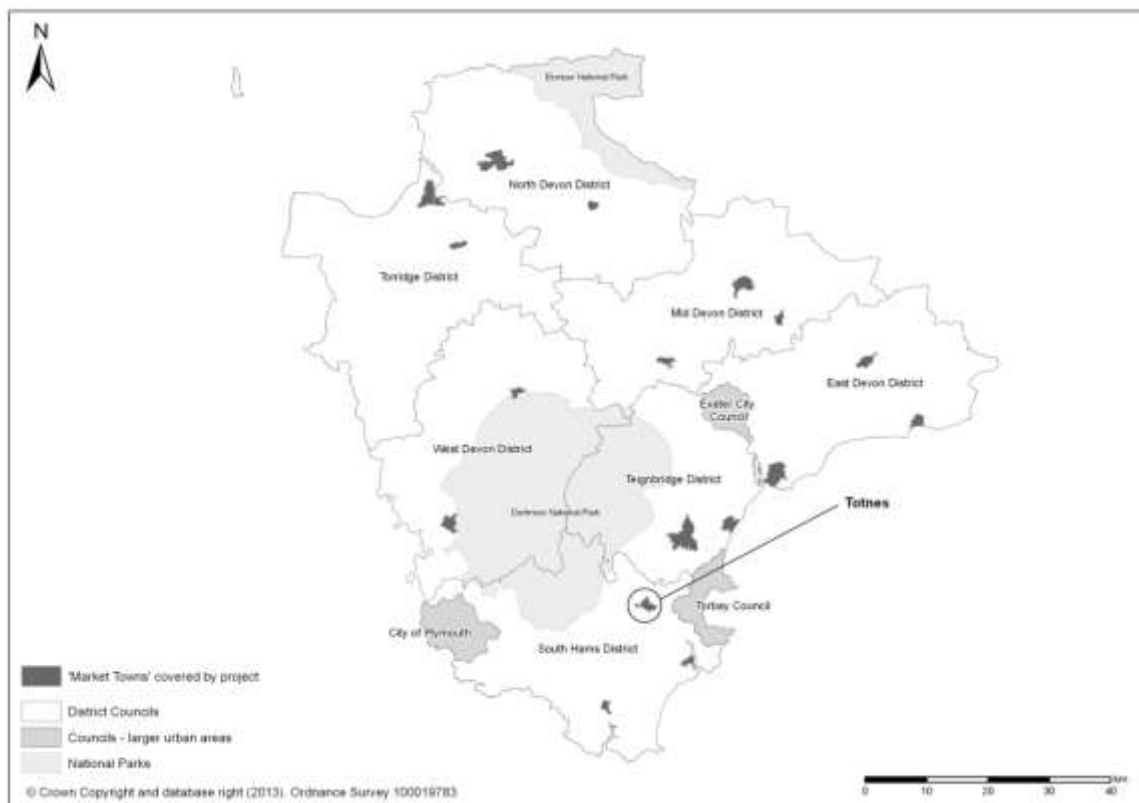 N
Exmoor National Park
North Devon District
Torridge District
Mid Devon District
East Devon District
Exeter City
Council
West Devon District
Teignbridge District
Totnes
Dartmoor National Park
Torbay Council
City of Plymouth
South Hams District
'Market Towns' covered by project
District Councils
Councils - larger urban areas
National Parks
© Crown Copyright and database right (2013). Ordnance Survey 100019783
0 10 20 30 40